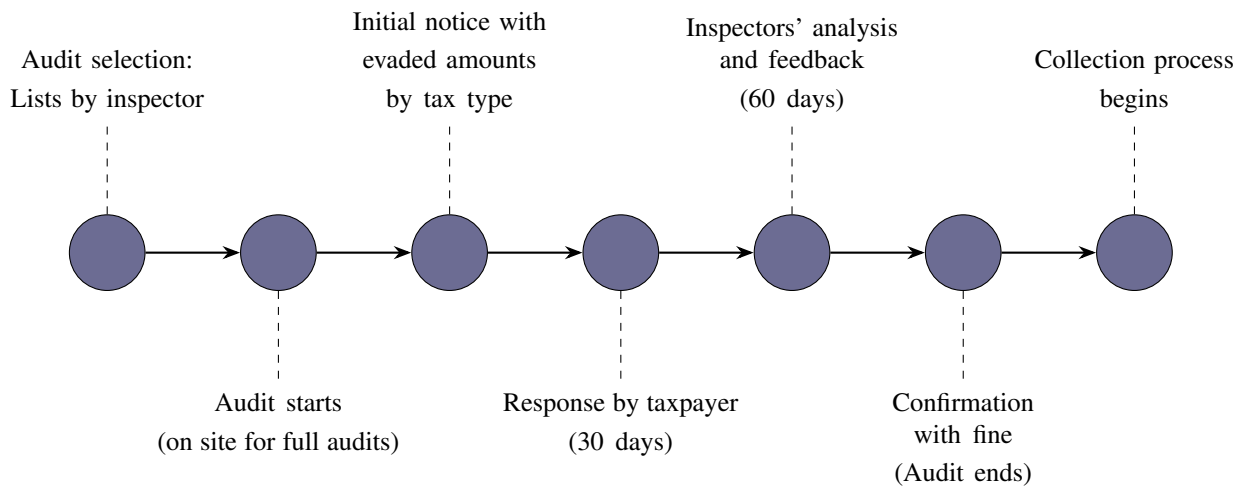 Audit selection:
Lists by inspector
Audit starts
(on site for full audits)
Initial notice with
evaded amounts
by tax type
Response by taxpayer
(30 days)
Inspectors’ analysis
and feedback
(60 days)
Confirmation
with fine
(Audit ends)
Collection process
begins